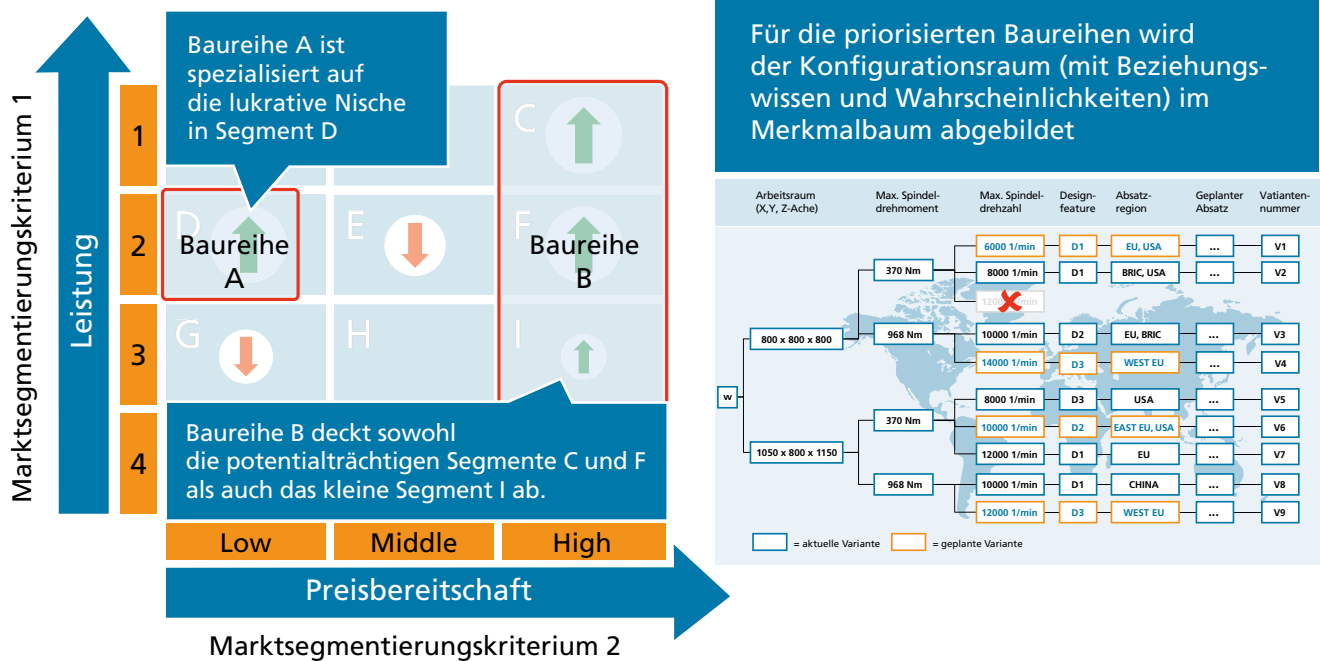 Marktsegmentierungskriterium 1
Leistung
1
2
3
4
Baureihe A ist
spezialisiert auf
die lukrative Nische
in Segment D
C
D
E
F
G
H
I
Baureihe
A
Baureihe
B
Baureihe B deckt sowohl
die potentialträchtigen Segmente C und F
als auch das kleine Segment I ab.
Low
Middle
High
Preisbereitschaft
Marktsegmentierungskriterium 2
Für die priorisierten Baureihen wird
der Konfigurationsraum (mit Beziehungs-
wissen und Wahrscheinlichkeiten) im
Merkmalbaum abgebildet
Arbeitsraum
(X,Y, Z-Ache)
Max. Spindel-
drehmoment
Max. Spindel-
drehzahl
Design-
feature
Absatz-
region
Geplanter
Absatz
Vatianten-
nummer
w
800 x 800 x 800
1050 x 800 x 1150
370 Nm
968 Nm
370 Nm
968 Nm
6000 1/min D1 EU, USA ... V1
8000 1/min D1 BRIC, USA ... V2
10000 1/min D2 EU, BRIC ... V3
14000 1/min D3 WEST EU ... V4
8000 1/min D3 USA ... V5
10000 1/min D2 EAST EU, USA ... V6
12000 1/min D1 EU ... V7
10000 1/min D1 CHINA ... V8
12000 1/min D3 WEST EU ... V9
= aktuelle Variante
= geplante Variante